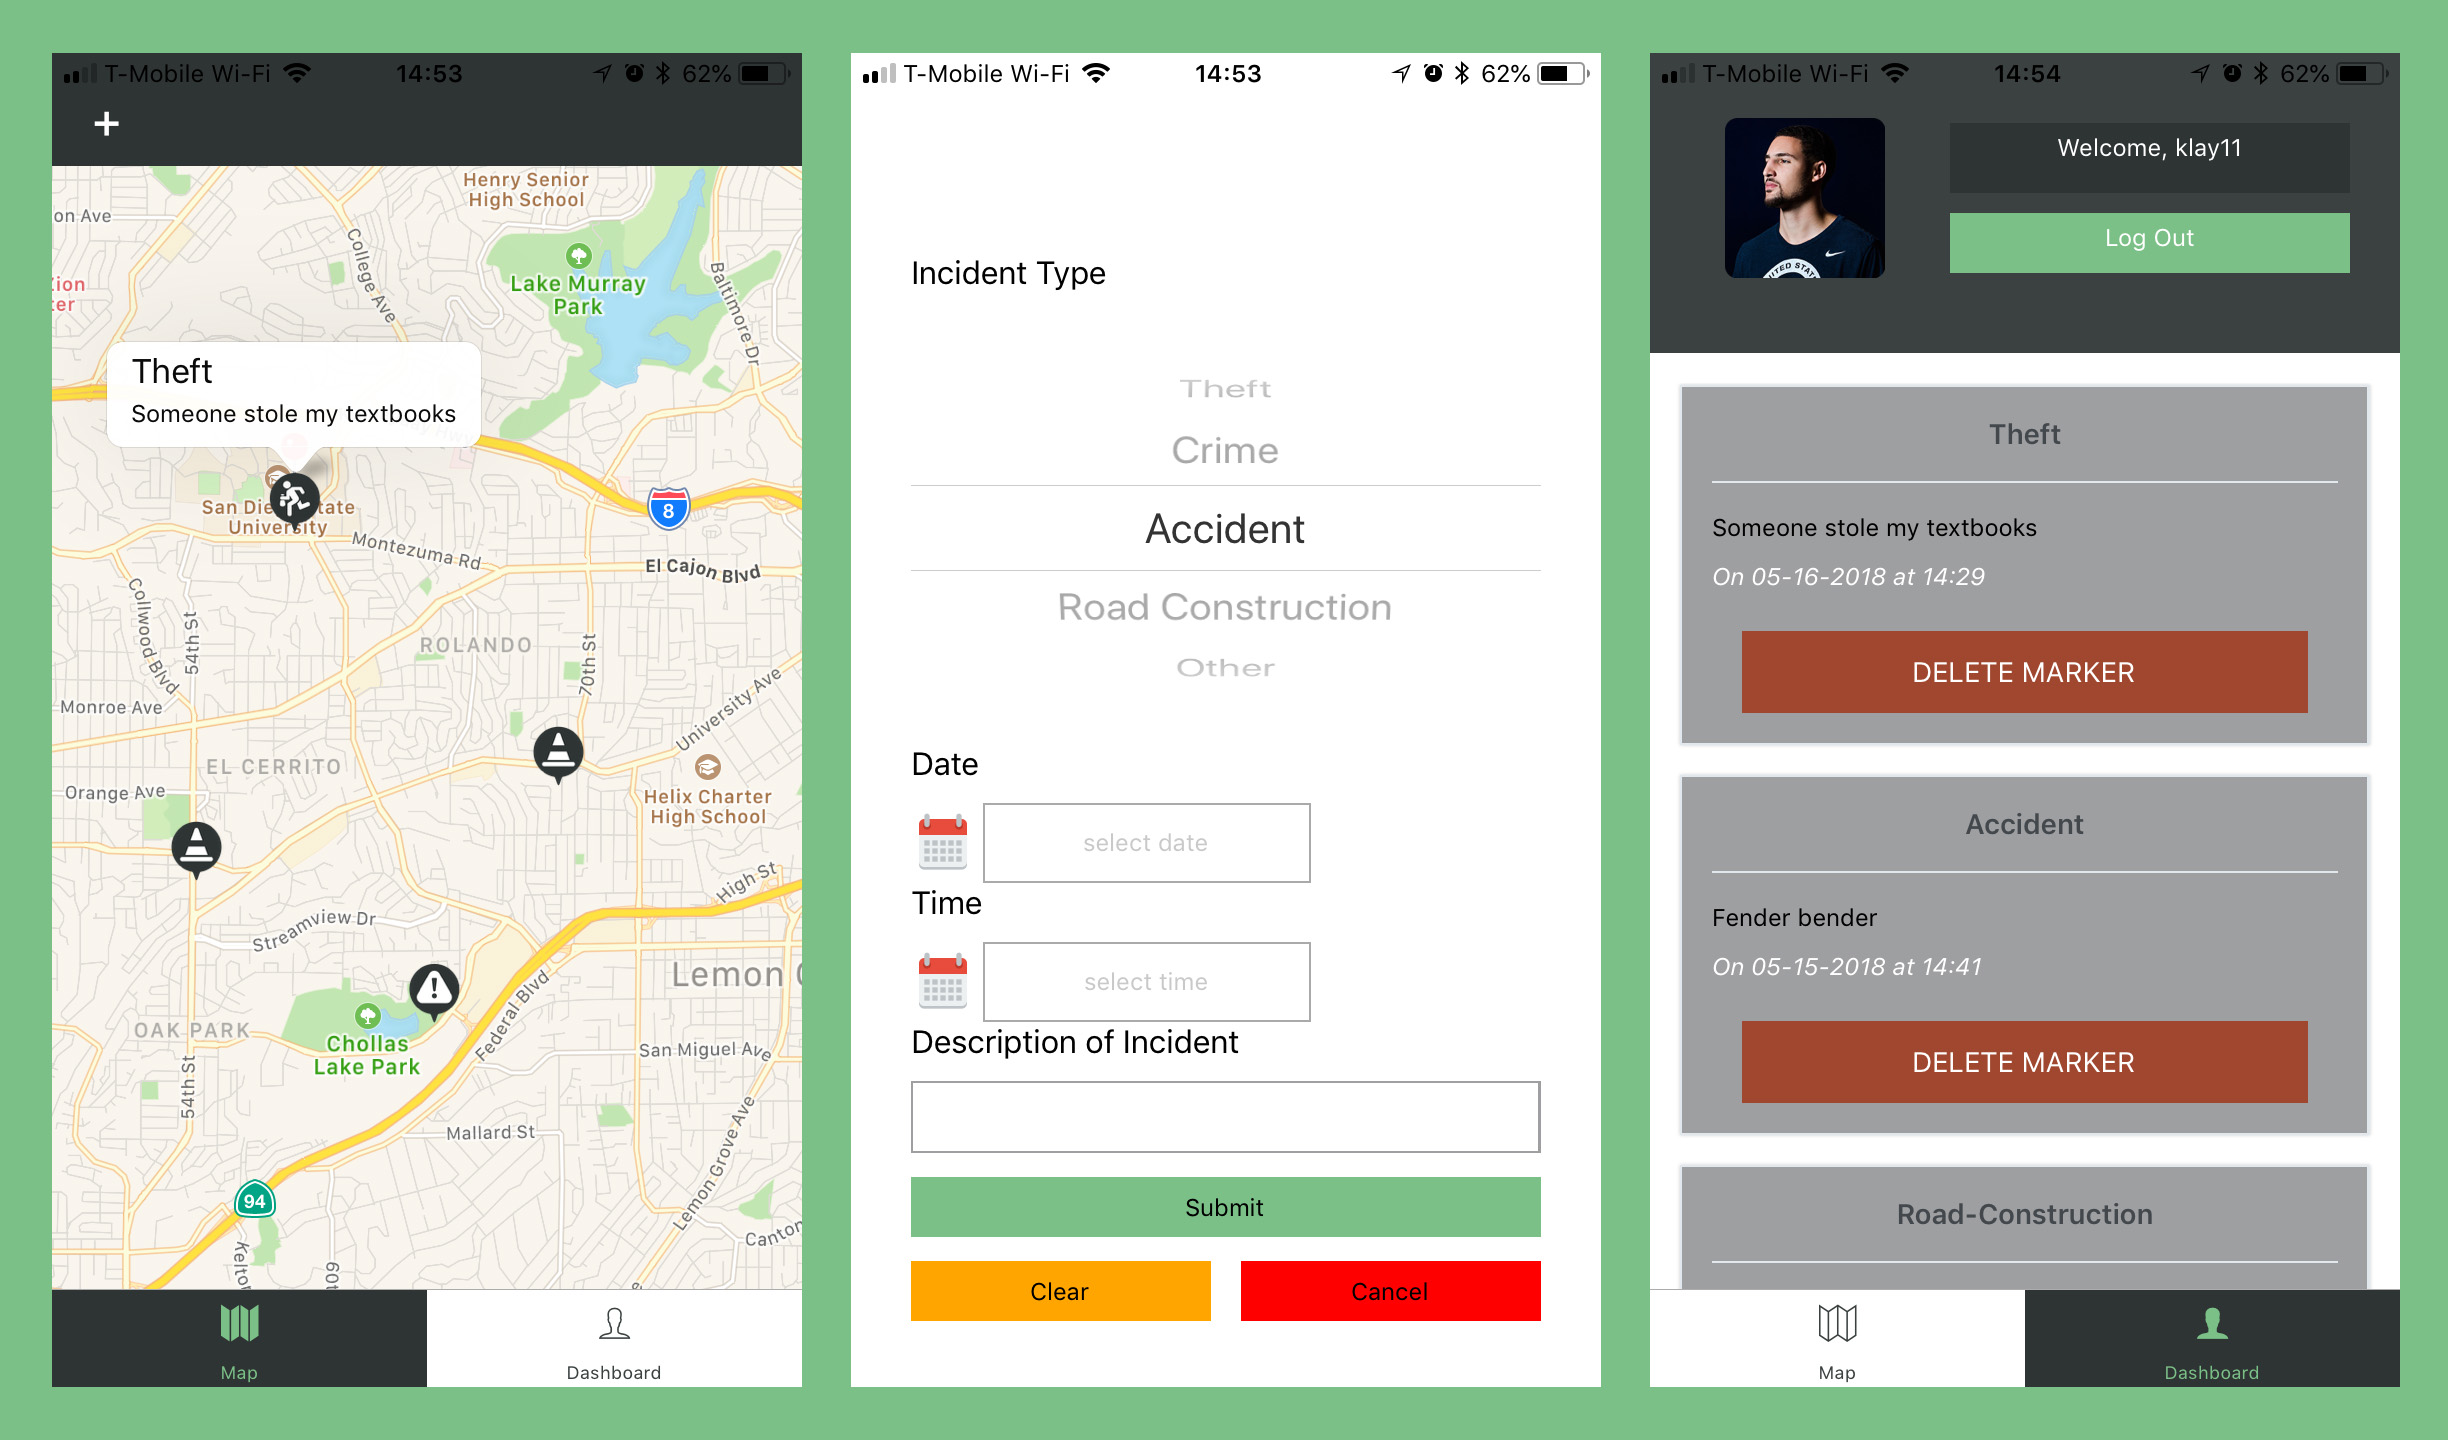 T-Mobile Wi-Fi 14:53 62%
+
Henry Senior
High School
on Ave
College Ave
Lake Murray
Park
Baltimore Dr
Zion
ter
Theft
Someone stole my textbooks
San Die State
University
8
Montezuma Rd
El Cajon Blvd
Collwood Blvd
54th St
ROLANDO
70th St
University Ave
Monroe Ave
EL CERRITO
Orange Ave
Helix Charter
High School
High St
Streamview Dr
Lemon
Federal Blvd
OAK PARK
Chollas
Lake Park
San Miguel Ave
54th St
Mallard St
Lemon Grove Ave
94
Kelton
60t
Canton
Map
Dashboard
T-Mobile Wi-Fi 14:53 62%
Incident Type
Theft
Crime
Accident
Road Construction
Other
Date
select date
Time
select time
Description of Incident
Submit
Clear
Cancel
T-Mobile Wi-Fi 14:54 62%
UNITED STAT
Welcome, klay11
Log Out
Theft
Someone stole my textbooks
On 05-16-2018 at 14:29
DELETE MARKER
Accident
Fender bender
On 05-15-2018 at 14:41
DELETE MARKER
Road-Construction
Map
Dashboard